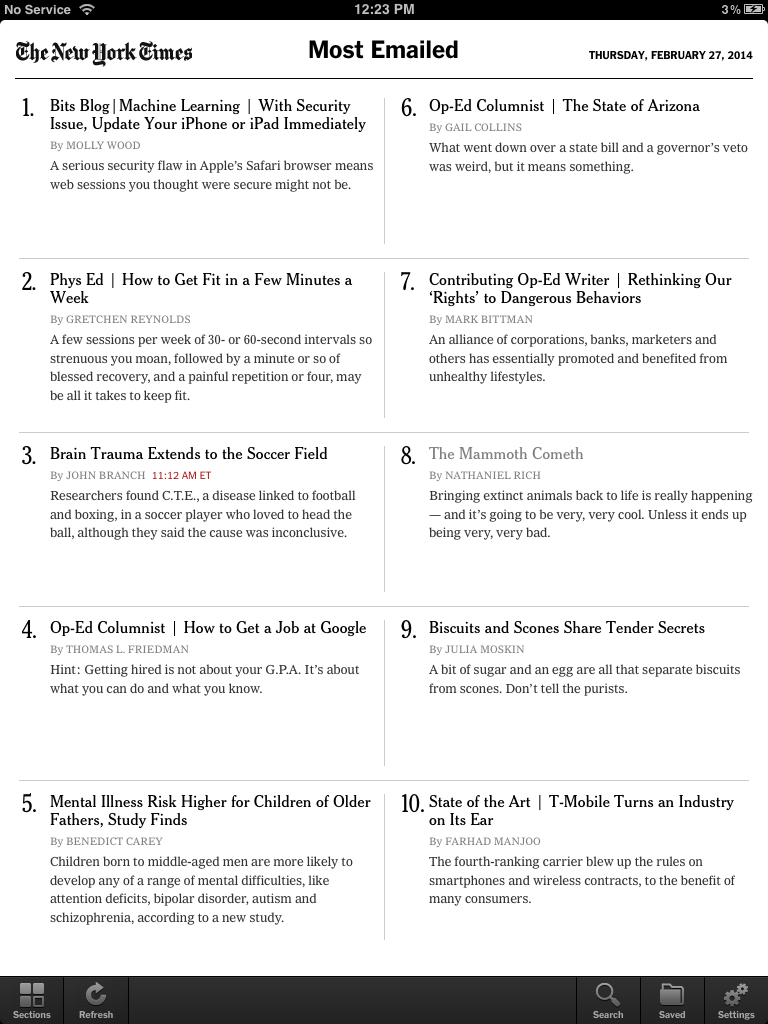 No Service 12:23 PM 3%
The New York Times Most Emailed THURSDAY, FEBRUARY 27, 2014
1. Bits Blog | Machine Learning | With Security
Issue, Update Your iPhone or iPad Immediately
By MOLLY WOOD
A serious security flaw in Apple's Safari browser means
web sessions you thought were secure might not be.
2. Phys Ed | How to Get Fit in a Few Minutes a
Week
By GRETCHEN REYNOLDS
A few sessions per week of 30- or 60-second intervals so
strenuous you moan, followed by a minute or so of
blessed recovery, and a painful repetition or four, may
be all it takes to keep fit.
3. Brain Trauma Extends to the Soccer Field
By JOHN BRANCH 11:12 AM ET
Researchers found C.T.E., a disease linked to football
and boxing, in a soccer player who loved to head the
ball, although they said the cause was inconclusive.
4. Op-Ed Columnist | How to Get a Job at Google
By THOMAS L. FRIEDMAN
Hint: Getting hired is not about your G.P.A. It's about
what you can do and what you know.
5. Mental Illness Risk Higher for Children of Older
Fathers, Study Finds
By BENEDICT CAREY
Children born to middle-aged men are more likely to
develop any of a range of mental difficulties, like
attention deficits, bipolar disorder, autism and
schizophrenia, according to a new study.
6. Op-Ed Columnist | The State of Arizona
By GAIL COLLINS
What went down over a state bill and a governor's veto
was weird, but it means something.
7. Contributing Op-Ed Writer | Rethinking Our
‘Rights’ to Dangerous Behaviors
By MARK BITTMAN
An alliance of corporations, banks, marketers and
others has essentially promoted and benefited from
unhealthy lifestyles.
8. The Mammoth Cometh
By NATHANIEL RICH
Bringing extinct animals back to life is really happening
— and it's going to be very, very cool. Unless it ends up
being very, very bad.
9. Biscuits and Scones Share Tender Secrets
By JULIA MOSKIN
A bit of sugar and an egg are all that separate biscuits
from scones. Don't tell the purists.
10. State of the Art | T-Mobile Turns an Industry
on Its Ear
By FARHAD MANJOO
The fourth-ranking carrier blew up the rules on
smartphones and wireless contracts, to the benefit of
many consumers.
Sections Refresh Search Saved Settings